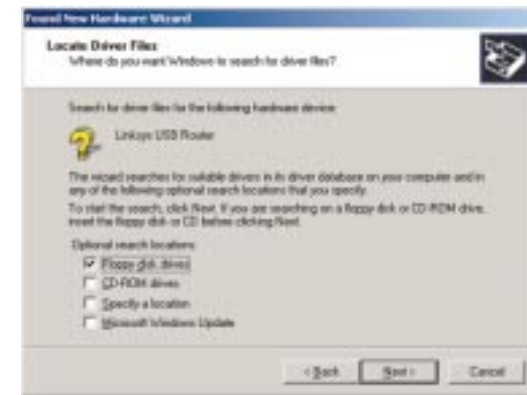 Found New Hardware Wizard
Locate Driver Files
Where do you want Windows to search for driver files?
Search for driver files for the following hardware device:
Linksys USB Router
The wizard searches for suitable drivers in its driver database on your computer and in
any of the following optional search locations that you specify.
To start the search, click Next. If you are searching on a floppy disk or CD-ROM drive,
insert the floppy disk or CD before clicking Next.
Optional search locations:
Floppy disk drives
CD-ROM drives
Specify a location
Microsoft Windows Update
< Back
Next >
Cancel